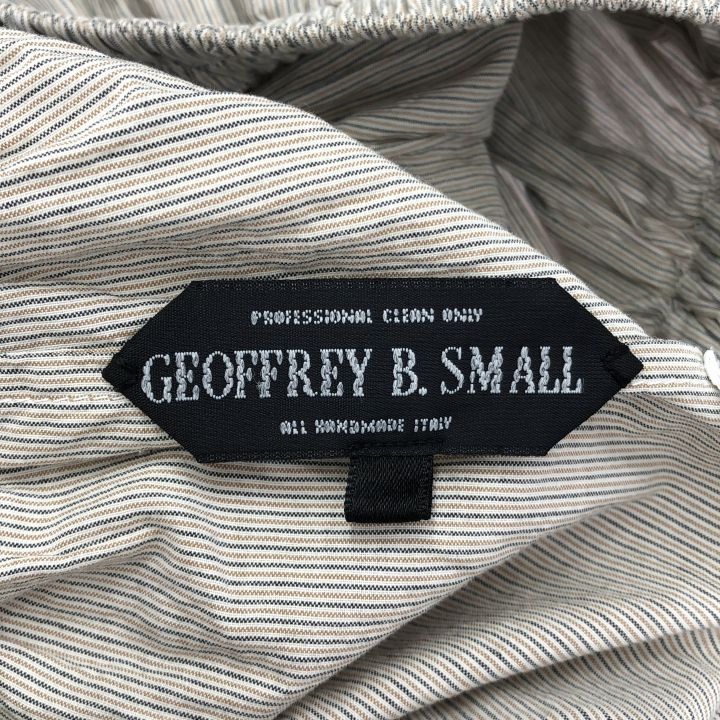 PROFESSIONAL CLEAN ONLY
GEOFFREY B. SMALL
ALL HANDMADE ITALY